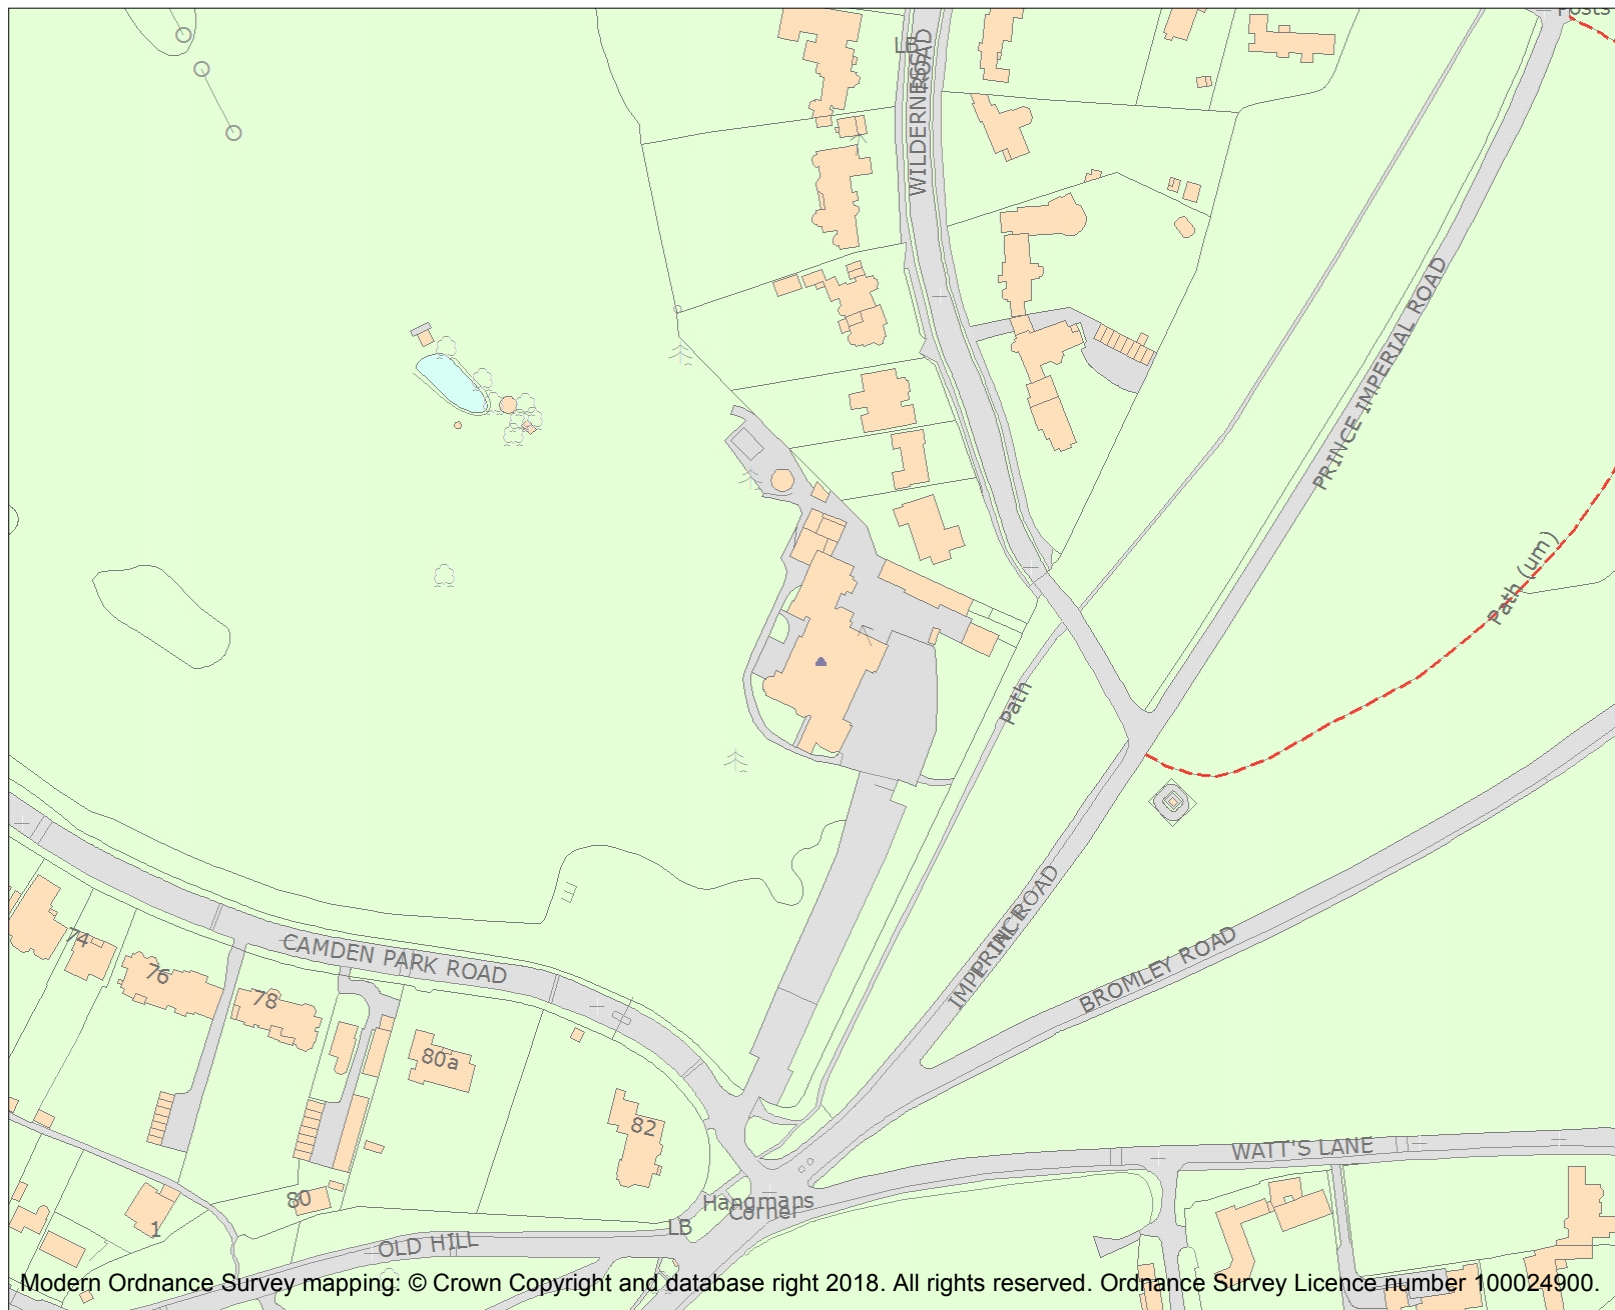 Posts
LB
WILDERNESS ROAD
PRINCE IMPERIAL ROAD
Path (um)
Path
PRINCE
IMPERIAL ROAD
BROMLEY ROAD
CAMDEN PARK ROAD
74
76
78
80a
82
80
1
WATT'S LANE
Hangmans
Corner
LB
OLD HILL
Modern Ordnance Survey mapping: © Crown Copyright and database right 2018. All rights reserved. Ordnance Survey Licence number 100024900.